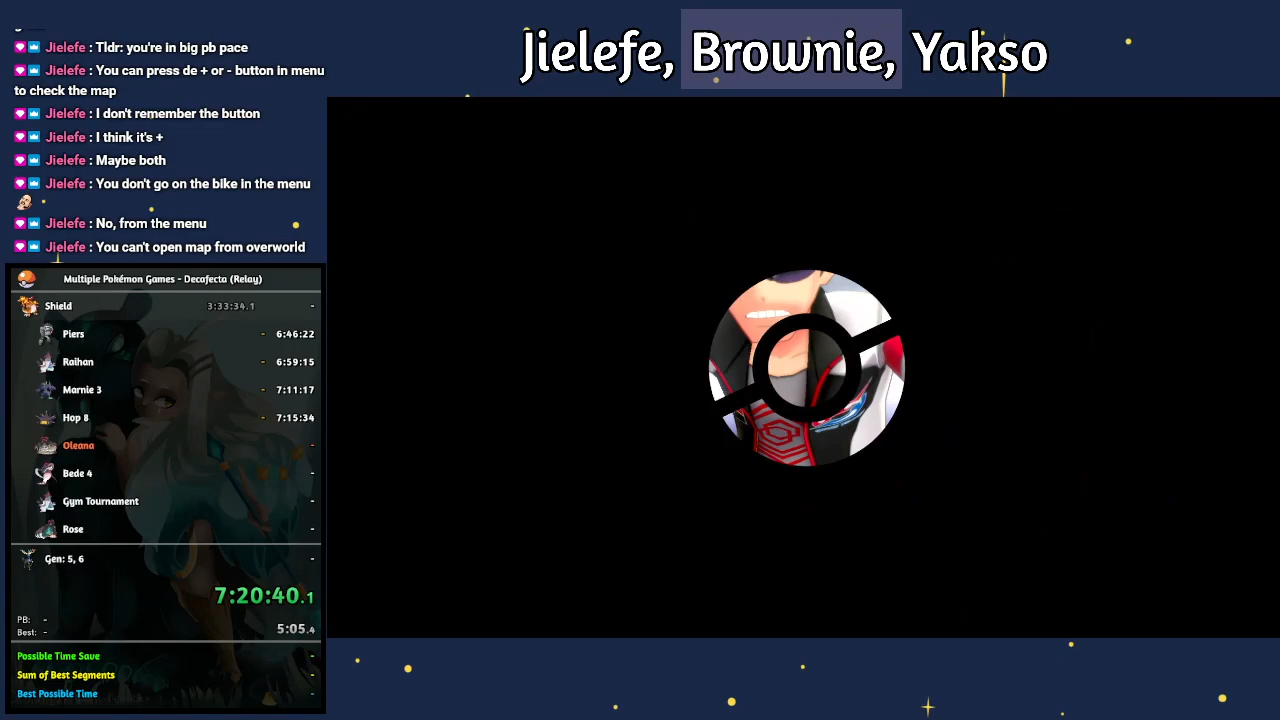 Jielefe : Tldr: you're in big pb pace
Jielefe : You can press de + or - button in menu
to check the map
Jielefe : I don't remember the button
Jielefe : I think it's +
Jielefe : Maybe both
Jielefe : You don't go on the bike in the menu
Jielefe : No, from the menu
Jielefe : You can't open map from overworld
Jielefe, Brownie, Yakso
Multiple Pokémon Games - Decafecta (Relay)
Shield 3:33:34.1 -
Piers - 6:46:22
Raihan - 6:59:15
Marnie 3 - 7:11:17
Hop 8 - 7:15:34
Oleana -
Bede 4 -
Gym Tournament -
Rose -
Gen: 5, 6 -
7:20:40.1
PB: -
Best: - 5:05.4
Possible Time Save -
Sum of Best Segments -
Best Possible Time -